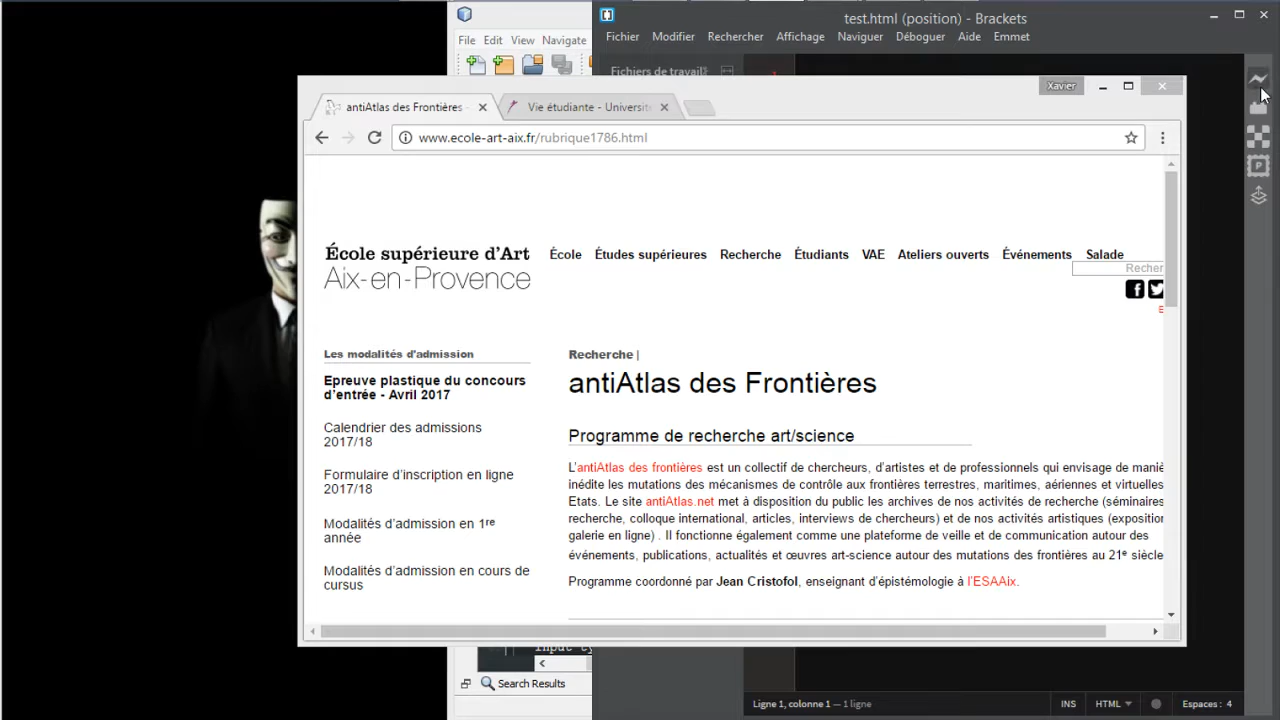 test.html (position) - Brackets
File Edit View Navigate
Fichier Modifier Rechercher Affichage Naviguer Déboguer Aide Emmet
Fichiers de travail
Xavier
antiAtlas des Frontières -
Vie étudiante - Universit
www.ecole-art-aix.fr/rubrique1786.html
École supérieure d'Art
Aix-en-Provence
École Études supérieures Recherche Étudiants VAE Ateliers ouverts Événements Salade
Recher
Les modalités d'admission
Epreuve plastique du concours
d’entrée - Avril 2017
Calendrier des admissions
2017/18
Formulaire d’inscription en ligne
2017/18
Modalités d’admission en 1re
année
Modalités d’admission en cours de
cursus
Recherche |
antiAtlas des Frontières
Programme de recherche art/science
L’antiAtlas des frontières est un collectif de chercheurs, d’artistes et de professionnels qui envisage de maniè
inédite les mutations des mécanismes de contrôle aux frontières terrestres, maritimes, aériennes et virtuelles
Etats. Le site antiAtlas.net met à disposition du public les archives de nos activités de recherche (séminaires
recherche, colloque international, articles, interviews de chercheurs) et de nos activités artistiques (exposition
galerie en ligne) . Il fonctionne également comme une plateforme de veille et de communication autour des
événements, publications, actualités et œuvres art-science autour des mutations des frontières au 21e siècle
Programme coordonné par Jean Cristofol, enseignant d’épistémologie à l’ESAAix.
Search Results
Ligne 1, colonne 1 — 1 ligne
INS HTML Espaces : 4